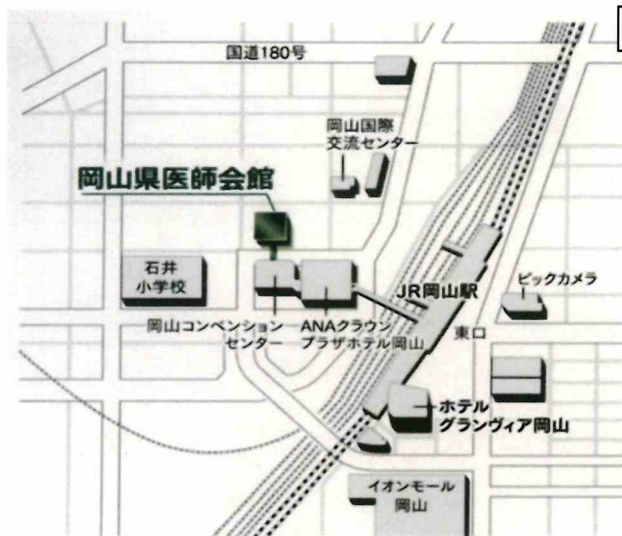 国道180号
岡山国際
交流センター
岡山県医師会館
石井
小学校
岡山コンベンション
センター
ANAクラウン
プラザホテル岡山
JR岡山駅
ビックカメラ
東口
ホテル
グランヴィア岡山
イオンモール
岡山